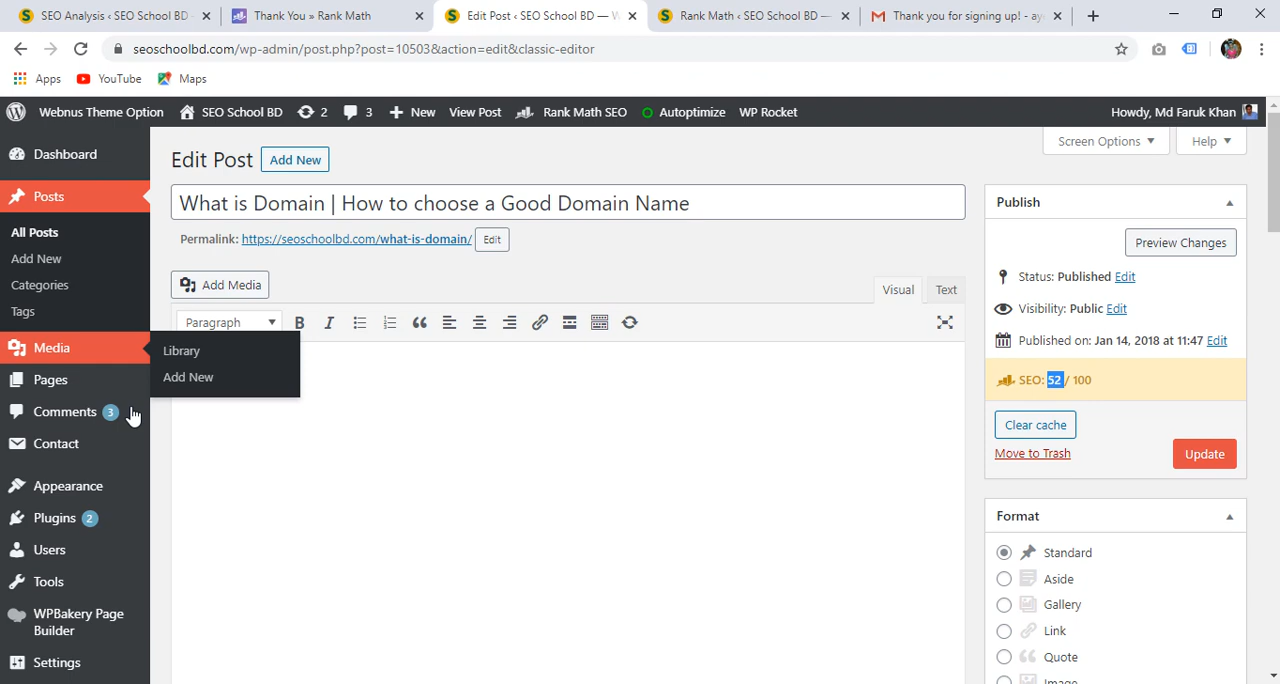 SEO Analysis ‹ SEO School BD -
Thank You » Rank Math
Edit Post ‹ SEO School BD — W
Rank Math ‹ SEO School BD —
Thank you for signing up! - ay
seoschoolbd.com/wp-admin/post.php?post=10503&action=edit&classic-editor
Apps
YouTube
Maps
Webnus Theme Option
SEO School BD
2
3
New
View Post
Rank Math SEO
Autoptimize
WP Rocket
Howdy, Md Faruk Khan
Dashboard
Posts
All Posts
Add New
Categories
Tags
Media
Library
Add New
Pages
Comments 3
Contact
Appearance
Plugins 2
Users
Tools
WPBakery Page
Builder
Settings
Screen Options
Help
Edit Post
Add New
What is Domain | How to choose a Good Domain Name
Permalink: https://seoschoolbd.com/what-is-domain/ Edit
Add Media
Visual
Text
Paragraph
B
I
Publish
Preview Changes
Status: Published Edit
Visibility: Public Edit
Published on: Jan 14, 2018 at 11:47 Edit
SEO: 52 / 100
Clear cache
Move to Trash
Update
Format
Standard
Aside
Gallery
Link
Quote
Image